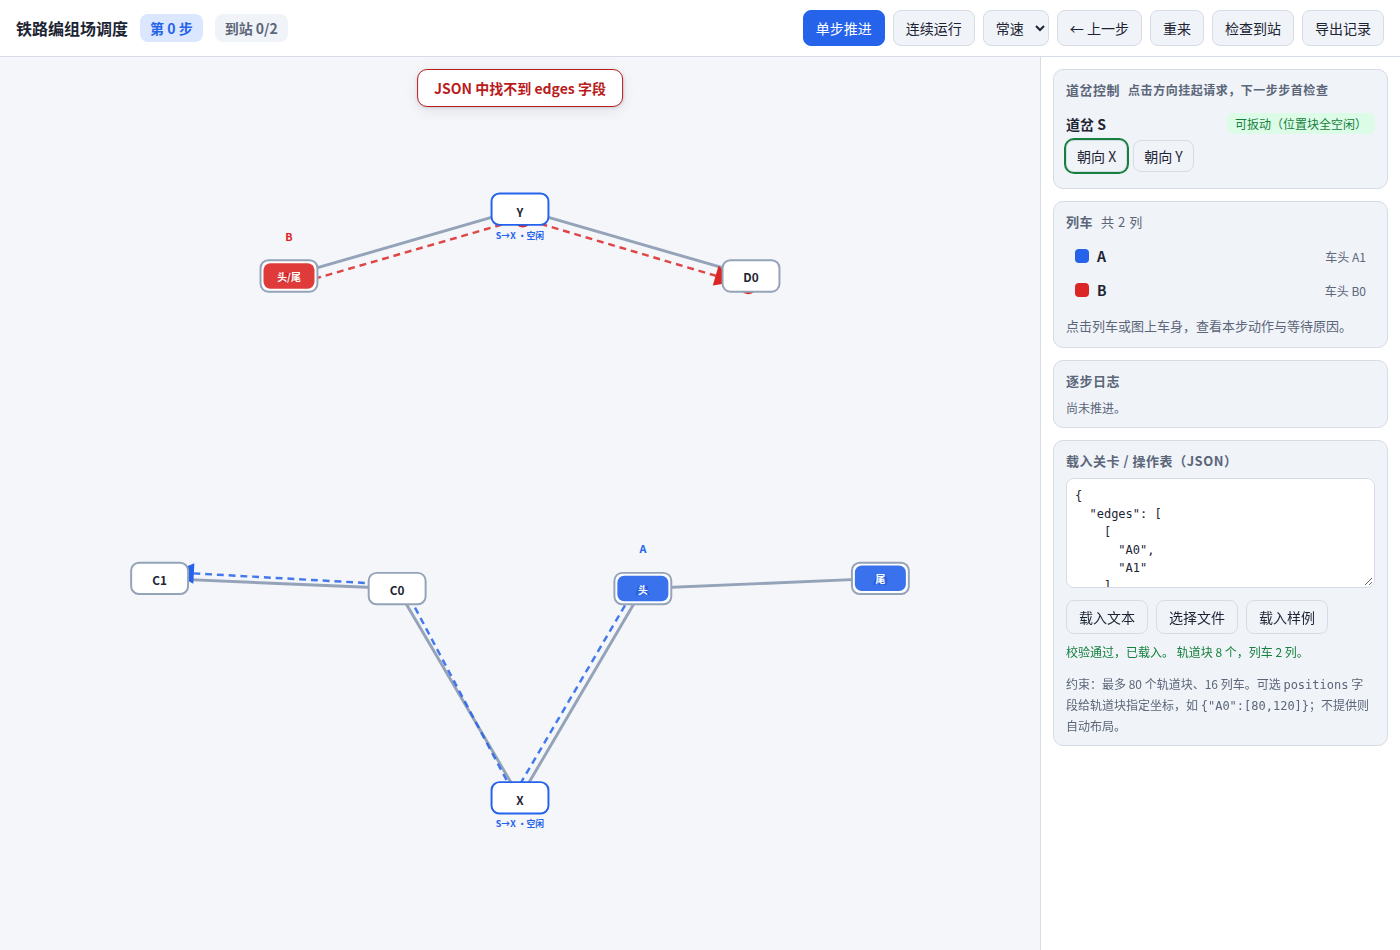 铁路编组场调度 第 0 步 到站 0/2 单步推进 连续运行 常速 ← 上一步 重来 检查到站 导出记录
JSON 中找不到 edges 字段
Y
S→X · 空闲
B
头/尾
D0
A
C1
C0
头
尾
X
S→X · 空闲
道岔控制 点击方向挂起请求，下一步步首检查
道岔 S 可扳动（位置块全空闲）
朝向 X 朝向 Y
列车 共 2 列
A 车头 A1
B 车头 B0
点击列车或图上车身，查看本步动作与等待原因。
逐步日志
尚未推进。
载入关卡 / 操作表（JSON）
{
"edges": [
[
"A0",
"A1"
]
载入文本 选择文件 载入样例
校验通过，已载入。 轨道块 8 个，列车 2 列。
约束：最多 80 个轨道块、16 列车。可选 positions 字
段给轨道块指定坐标，如 {"A0":[80,120]}；不提供则
自动布局。